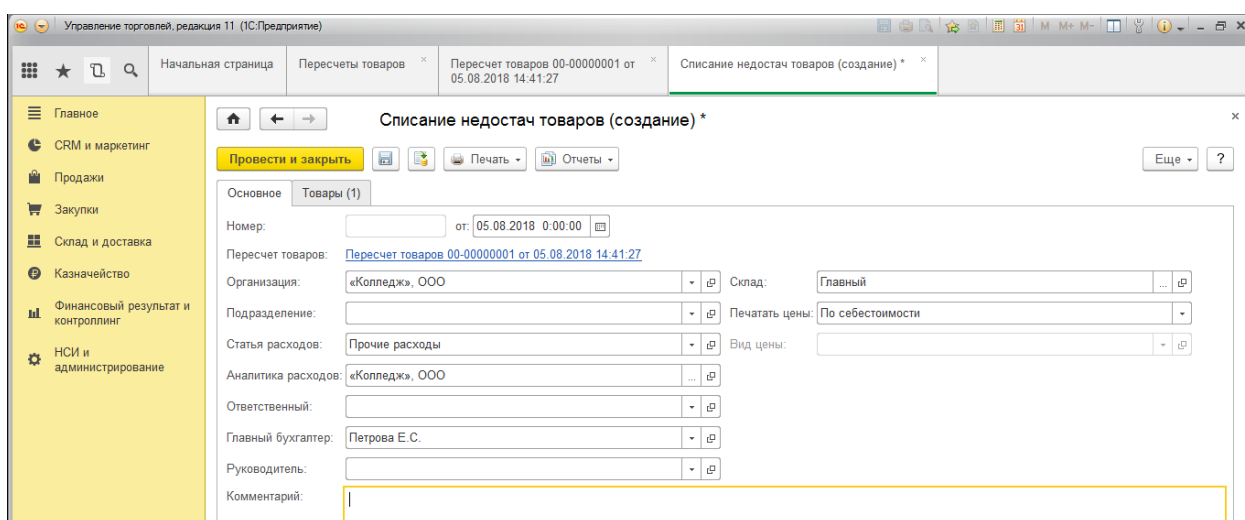 Управление торговлей, редакция 11 (1С:Предприятие)
M M+ M-
Начальная страница
Пересчеты товаров
Пересчет товаров 00-00000001 от
05.08.2018 14:41:27
Списание недостач товаров (создание) *
Главное
CRM и маркетинг
Продажи
Закупки
Склад и доставка
Казначейство
Финансовый результат и
контроллинг
НСИ и
администрирование
Списание недостач товаров (создание) *
Провести и закрыть
Печать
Отчеты
Еще
?
Основное
Товары (1)
Номер:
от: 05.08.2018 0:00:00
Пересчет товаров: Пересчет товаров 00-00000001 от 05.08.2018 14:41:27
Организация: «Колледж», ООО
Склад: Главный
Подразделение:
Печатать цены: По себестоимости
Статья расходов: Прочие расходы
Вид цены:
Аналитика расходов: «Колледж», ООО
Ответственный:
Главный бухгалтер: Петрова Е.С.
Руководитель:
Комментарий: